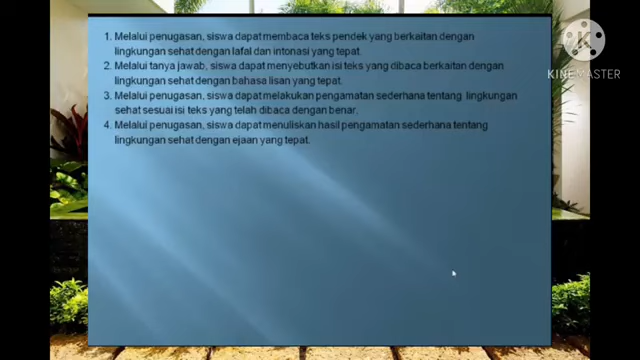 1. Melalui penugasan, siswa dapat membaca teks pendek yang berkaitan dengan
lingkungan sehat dengan lafal dan intonasi yang tepat.
2. Melalui tanya jawab, siswa dapat menyebutkan isi teks yang dibaca berkaitan dengan
lingkungan sehat dengan bahasa lisan yang tepat.
3. Melalui penugasan, siswa dapat melakukan pengamatan sederhana tentang lingkungan
sehat sesuai isi teks yang telah dibaca dengan benar.
4. Melalui penugasan, siswa dapat menuliskan hasil pengamatan sederhana tentang
lingkungan sehat dengan ejaan yang tepat.
K
KINEMASTER